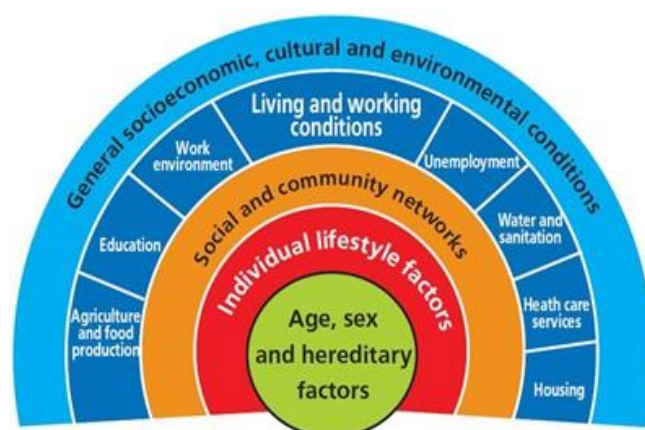 General socioeconomic, cultural and environmental conditions
Living and working
conditions
Work
environment
Unemployment
Education
Water and
sanitation
Agriculture
and food
production
Heath care
services
Housing
Social and community networks
Individual lifestyle factors
Age, sex
and hereditary
factors